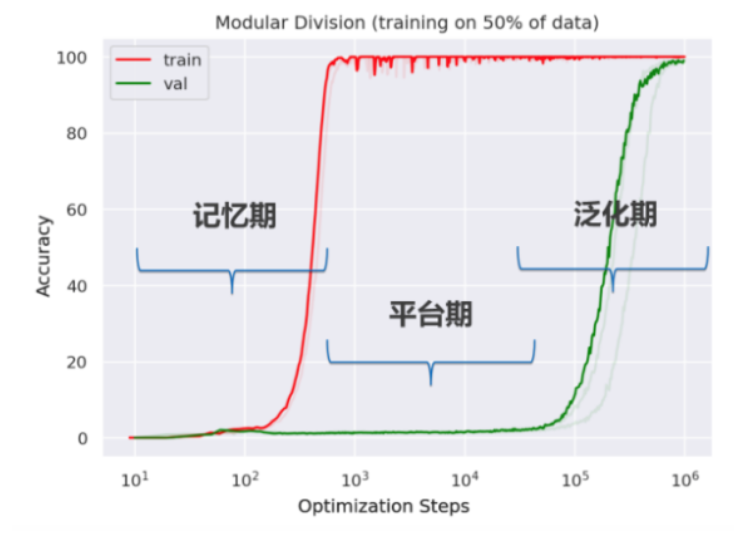 Modular Division (training on 50% of data)
train
val
100
80
60
40
20
0
Accuracy
记忆期
平台期
泛化期
10¹
10²
10³
10⁴
10⁵
10⁶
Optimization Steps